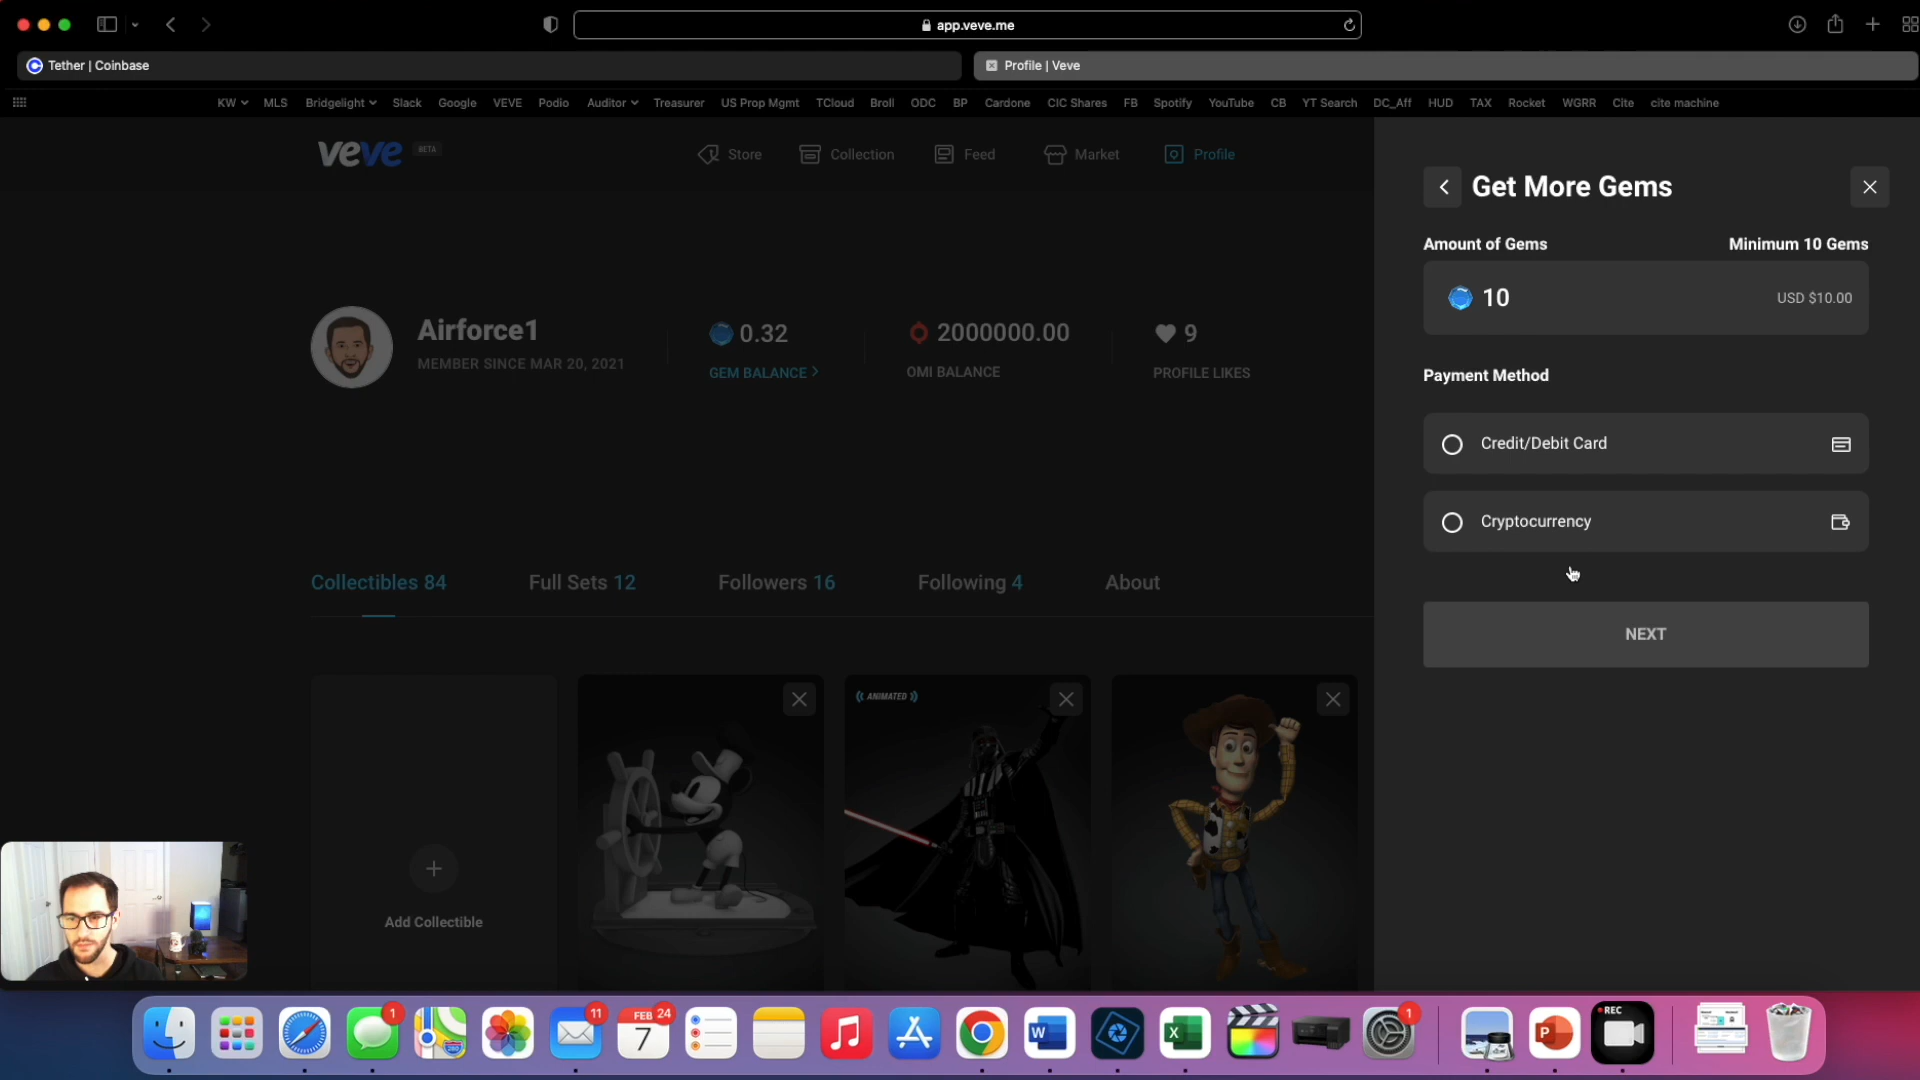 app.veve.me
Tether | Coinbase
Profile | Veve
KW MLS Bridgelight Slack Google VEVE Podio Auditor Treasurer US Prop Mgmt TCloud Broll ODC BP Cardone CIC Shares FB Spotify YouTube CB YT Search DC_Aff HUD TAX Rocket WGRR Cite cite machine
veve BETA
Store Collection Feed Market Profile
Get More Gems
Amount of Gems Minimum 10 Gems
10 USD $10.00
Payment Method
Credit/Debit Card
Cryptocurrency
NEXT
Airforce1
MEMBER SINCE MAR 20, 2021
0.32
GEM BALANCE >
2000000.00
OMI BALANCE
9
PROFILE LIKES
Collectibles 84 Full Sets 12 Followers 16 Following 4 About
ANIMATED
Add Collectible
1
11
FEB 24
7
W
X
1
P
REC